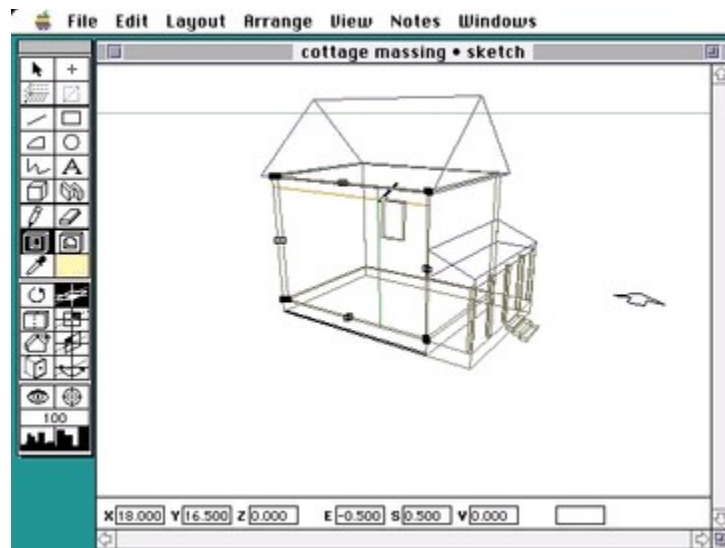 File Edit Layout Arrange View Notes Windows
cottage massing • sketch
A
100
X 18.000 Y 16.500 Z 0.000 E -0.500 S 0.500 V 0.000